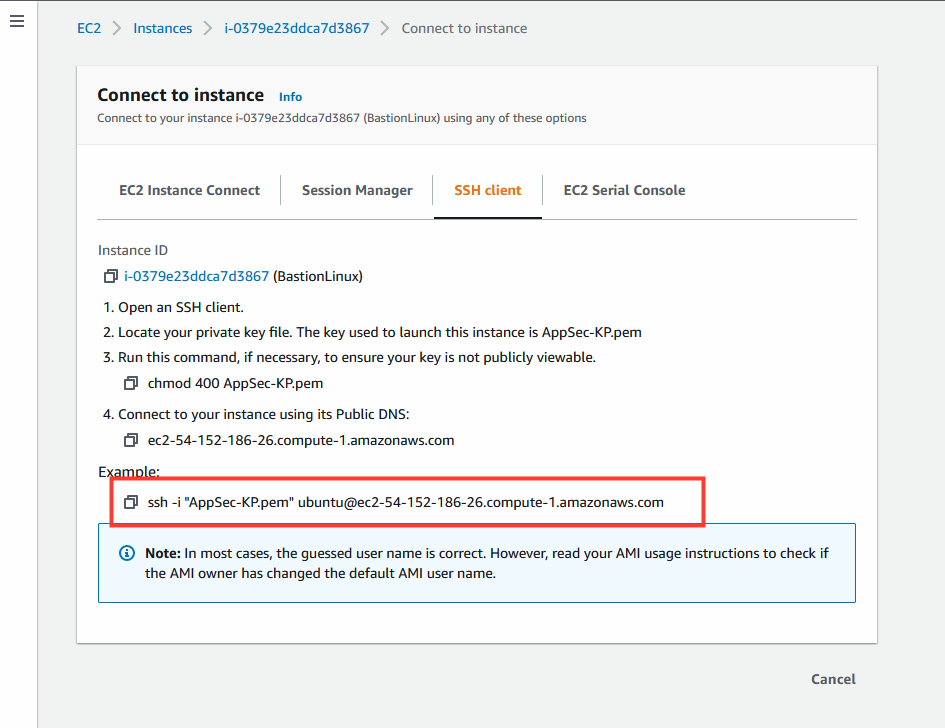 EC2 Instances i-0379e23ddca7d3867 Connect to instance
Connect to instance Info
Connect to your instance i-0379e23ddca7d3867 (BastionLinux) using any of these options
EC2 Instance Connect Session Manager SSH client EC2 Serial Console
Instance ID
i-0379e23ddca7d3867 (BastionLinux)
1. Open an SSH client.
2. Locate your private key file. The key used to launch this instance is AppSec-KP.pem
3. Run this command, if necessary, to ensure your key is not publicly viewable.
chmod 400 AppSec-KP.pem
4. Connect to your instance using its Public DNS:
ec2-54-152-186-26.compute-1.amazonaws.com
Example:
ssh -i "AppSec-KP.pem" ubuntu@ec2-54-152-186-26.compute-1.amazonaws.com
Note: In most cases, the guessed user name is correct. However, read your AMI usage instructions to check if
the AMI owner has changed the default AMI user name.
Cancel